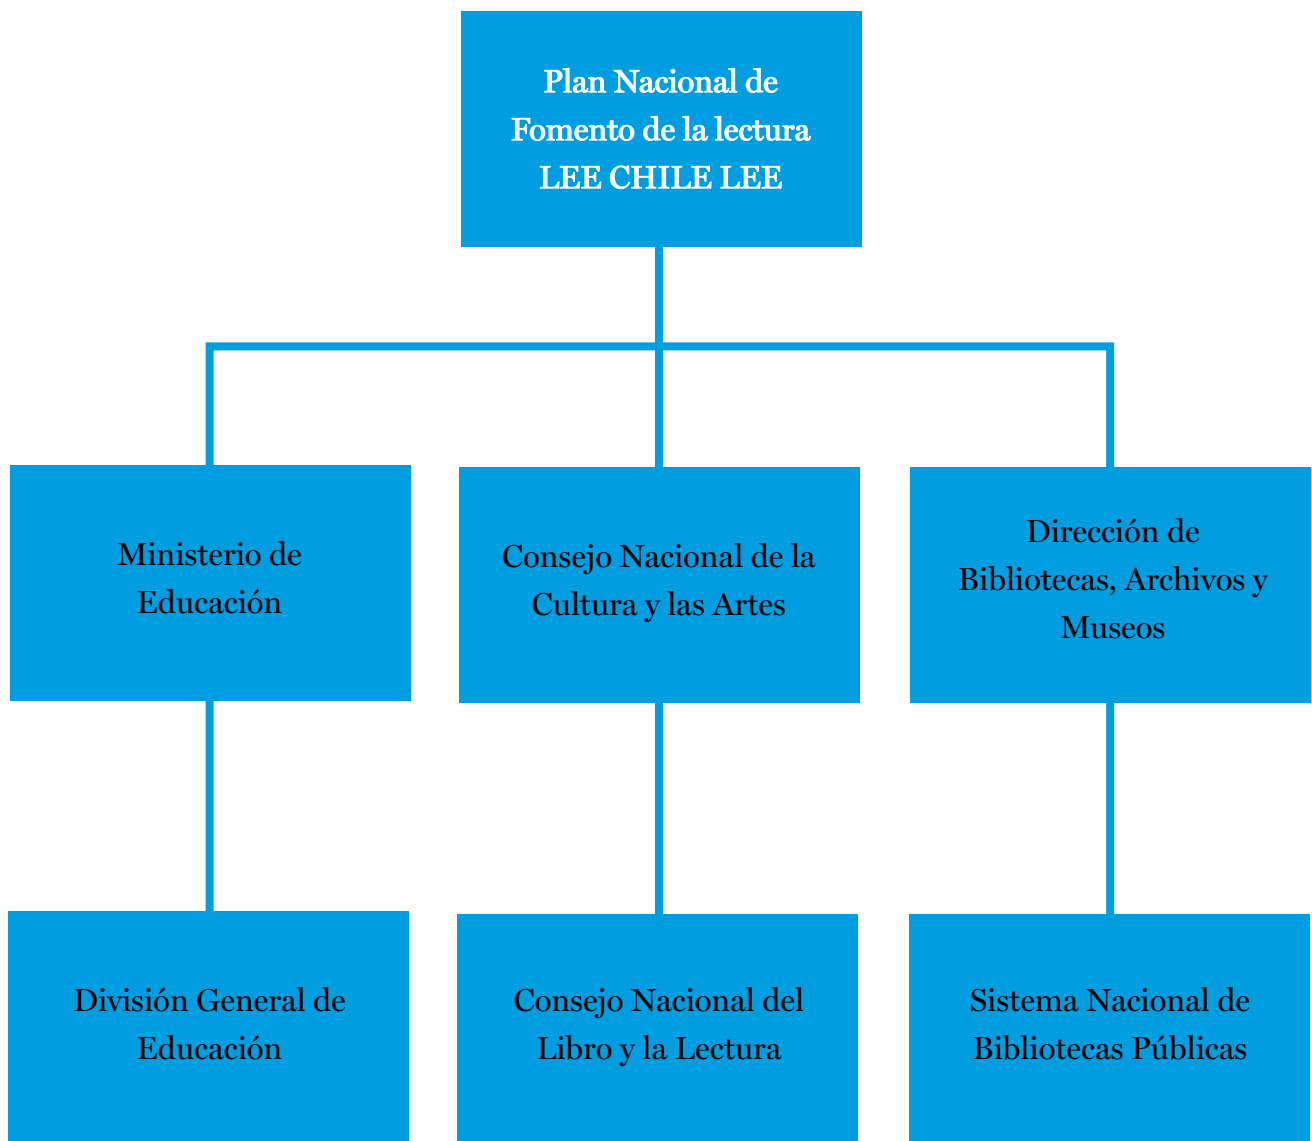 Plan Nacional de
Fomento de la lectura
LEE CHILE LEE
Ministerio de
Educación
Consejo Nacional de la
Cultura y las Artes
Dirección de
Bibliotecas, Archivos y
Museos
División General de
Educación
Consejo Nacional del
Libro y la Lectura
Sistema Nacional de
Bibliotecas Públicas